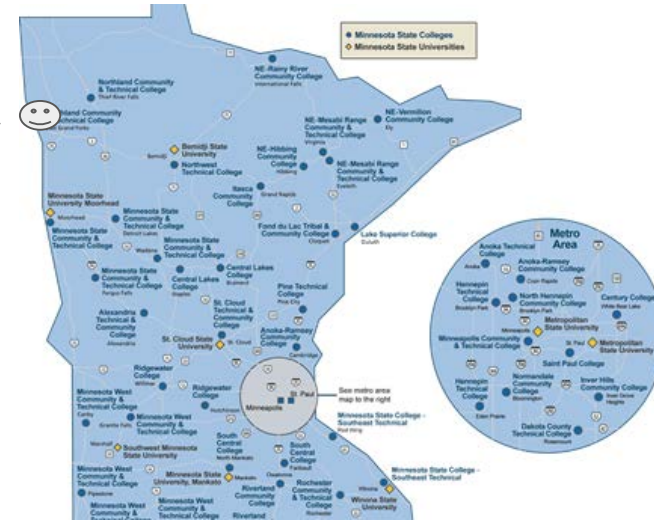 Minnesota State Colleges
Minnesota State Universities
NE-Rainy River
Community College
International Falls
Northland Community
& Technical College
Thief River Falls
NE-Vermilion
Community College
Ely
NE-Mesabi Range
Community &
Technical College
Virginia
Bemidji State
University
Bemidji
Northwest
Technical College
NE-Hibbing
Community
College
Hibbing
NE-Mesabi Range
Community &
Technical College
Eveleth
Itasca
Community
College
Grand Rapids
Minnesota State
University Moorhead
Moorhead
Minnesota State
Community &
Technical College
Minnesota State
Community &
Technical College
Detroit Lakes
Fond du Lac Tribal &
Community College
Cloquet
Lake Superior College
Duluth
Wadena
Minnesota State
Community &
Technical College
Minnesota State
Community &
Technical College
Fergus Falls
Central Lakes
College
Staples
Central Lakes
College
Brainerd
Pine Technical
College
Pine City
Alexandria
Technical &
Community
College
Alexandria
St. Cloud
Technical &
Community
College
St. Cloud State
University
St. Cloud
Anoka-Ramsey
Community
College
Cambridge
Ridgewater
College
Willmar
Ridgewater
College
Hutchinson
St. Paul
Minneapolis
See metro area
map to the right
Minnesota West
Community &
Technical College
Canby
Minnesota West
Community &
Technical College
Granite Falls
Minnesota State College -
Southeast Technical
Red Wing
Marshall
Southwest Minnesota
State University
South
Central
College
North Mankato
South
Central
College
Faribault
Minnesota State
University, Mankato
Mankato
Owatonna
Riverland
Community
College
Rochester
Community
& Technical
College
Rochester
Minnesota State College -
Southeast Technical
Winona
Winona State
University
Minnesota West
Community &
Technical College
Pipestone
Minnesota West
Community &
Technical College
Minnesota West
Community &
Riverland
Metro
Area
Anoka Technical
College
Anoka
Anoka-Ramsey
Community College
Coon Rapids
Hennepin
Technical
College
Brooklyn Park
North Hennepin
Community College
Brooklyn Park
Century College
White Bear Lake
Metropolitan
State University
Minneapolis
Minneapolis Community
& Technical College
St. Paul
Metropolitan
State University
Saint Paul College
Hennepin
Technical
College
Eden Prairie
Normandale
Community
College
Bloomington
Inver Hills
Community College
Inver Grove
Heights
Dakota County
Technical College
Rosemount